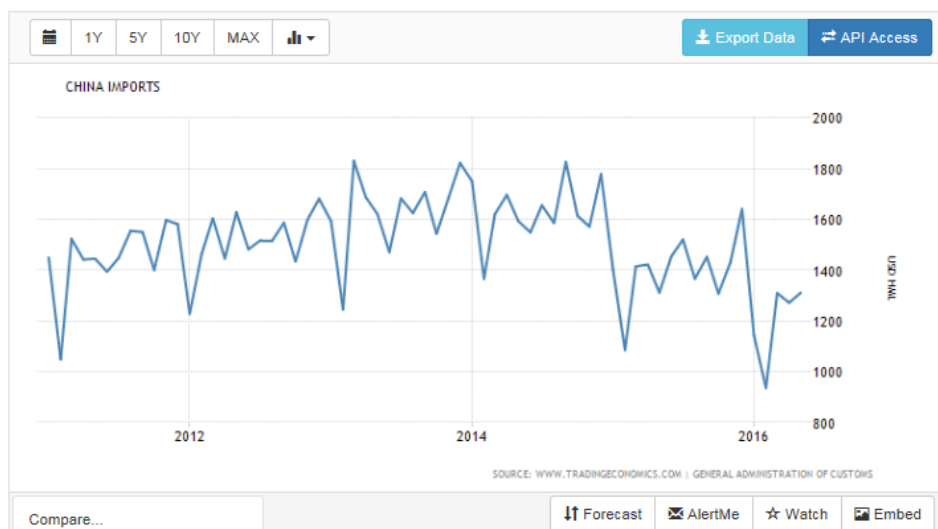 1Y 5Y 10Y MAX Export Data API Access
CHINA IMPORTS
2000
1800
1600
1400
1200
1000
800
USD HML
2012 2014 2016
SOURCE: WWW.TRADINGECONOMICS.COM | GENERAL ADMINISTRATION OF CUSTOMS
Compare... Forecast AlertMe Watch Embed